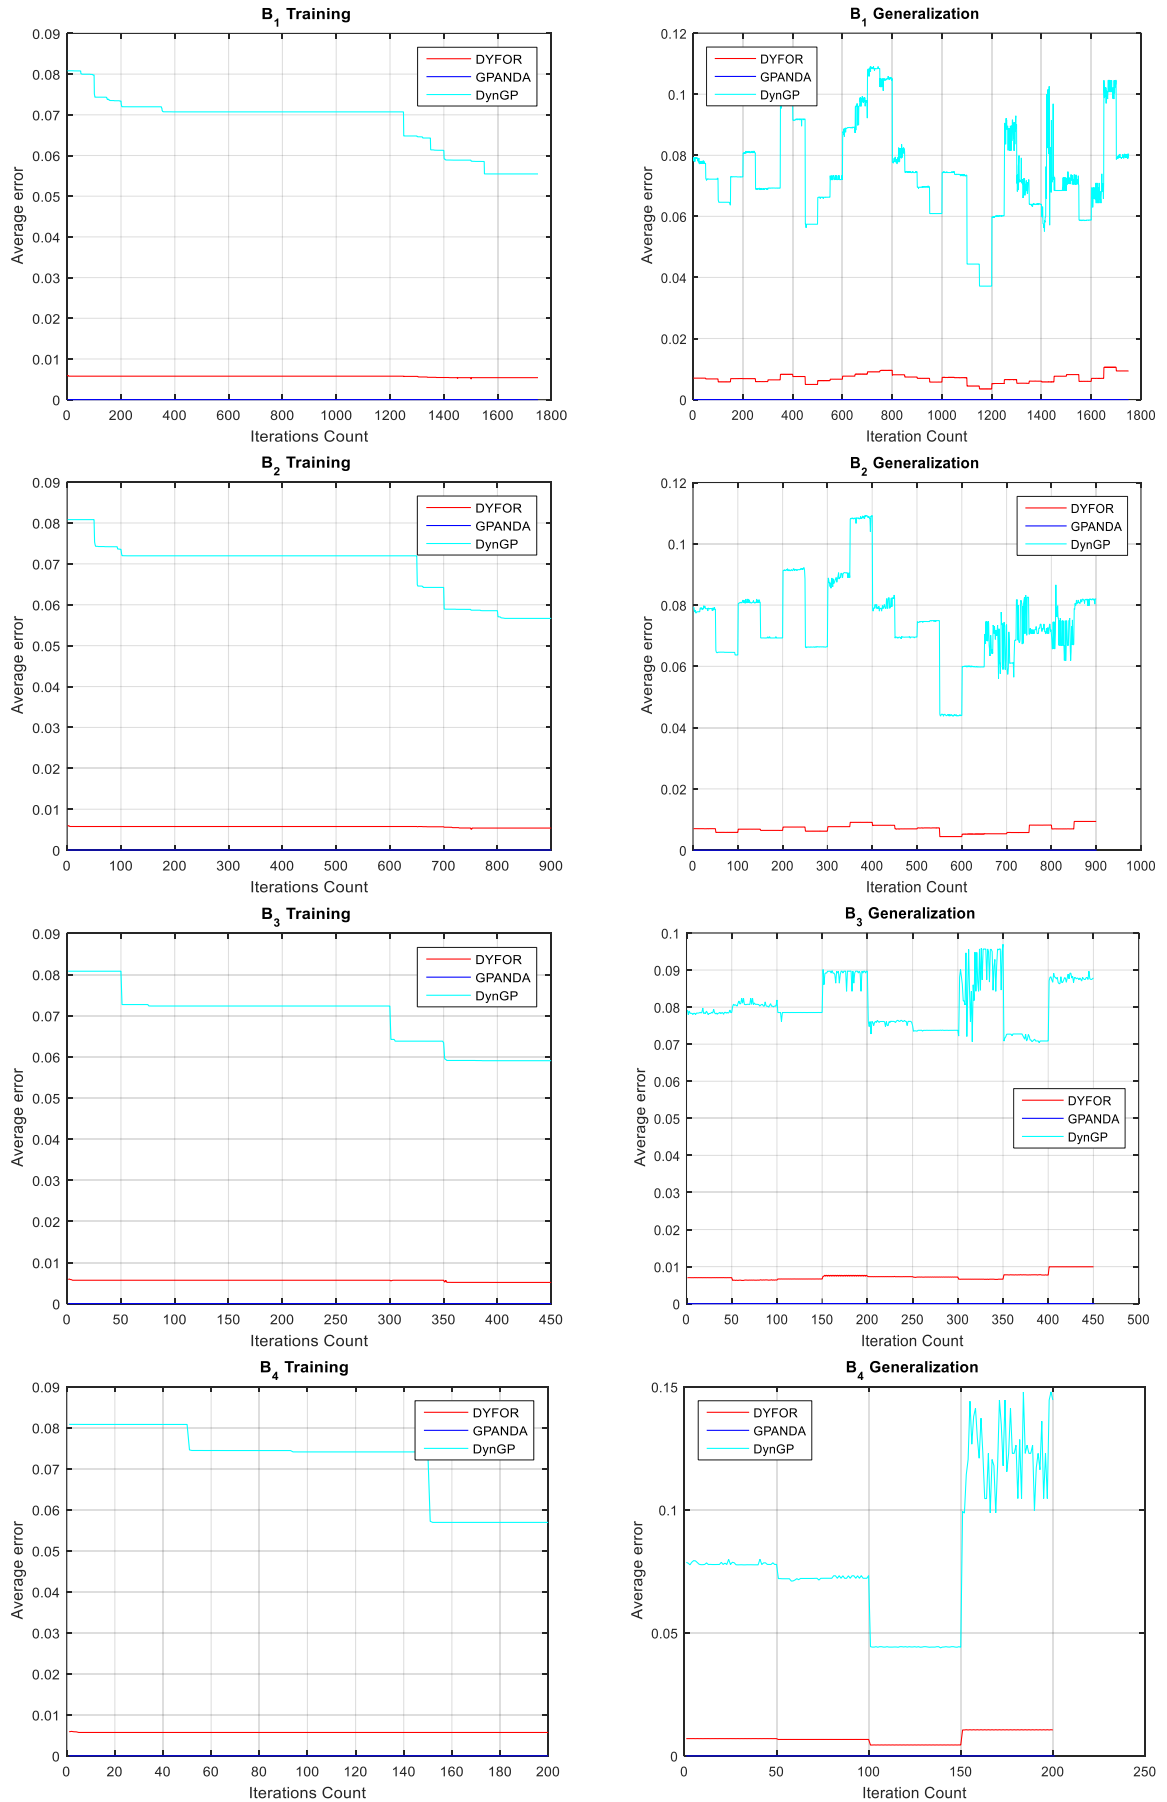 B1 Training
0.09
0.08
0.07
0.06
0.05
0.04
0.03
0.02
0.01
0
Average error
DYFOR
GPANDA
DynGP
0 200 400 600 800 1000 1200 1400 1600 1800
Iterations Count
B1 Generalization
0.12
0.1
0.08
0.06
0.04
0.02
0
Average error
DYFOR
GPANDA
DynGP
200 400 600 800 1000 1200 1400 1600 1800
Iteration Count
B2 Training
0.09
0.08
0.07
0.06
0.05
0.04
0.03
0.02
0.01
0
Average error
DYFOR
GPANDA
DynGP
0 100 200 300 400 500 600 700 800 900
Iterations Count
B2 Generalization
0.12
0.1
0.08
0.06
0.04
0.02
0
Average error
DYFOR
GPANDA
DynGP
0 100 200 300 400 500 600 700 800 900 1000
Iteration Count
B3 Training
0.09
0.08
0.07
0.06
0.05
0.04
0.03
0.02
0.01
0
Average error
DYFOR
GPANDA
DynGP
0 50 100 150 200 250 300 350 400 450
Iterations Count
B3 Generalization
0.1
0.09
0.08
0.07
0.06
0.05
0.04
0.03
0.02
0.01
0
Average error
DYFOR
GPANDA
DynGP
0 50 100 150 200 250 300 350 400 450 500
Iteration Count
B4 Training
0.09
0.08
0.07
0.06
0.05
0.04
0.03
0.02
0.01
0
Average error
DYFOR
GPANDA
DynGP
0 20 40 60 80 100 120 140 160 180 200
Iterations Count
B4 Generalization
0.15
0.1
0.05
0
Average error
DYFOR
GPANDA
DynGP
0 50 100 150 200 250
Iteration Count